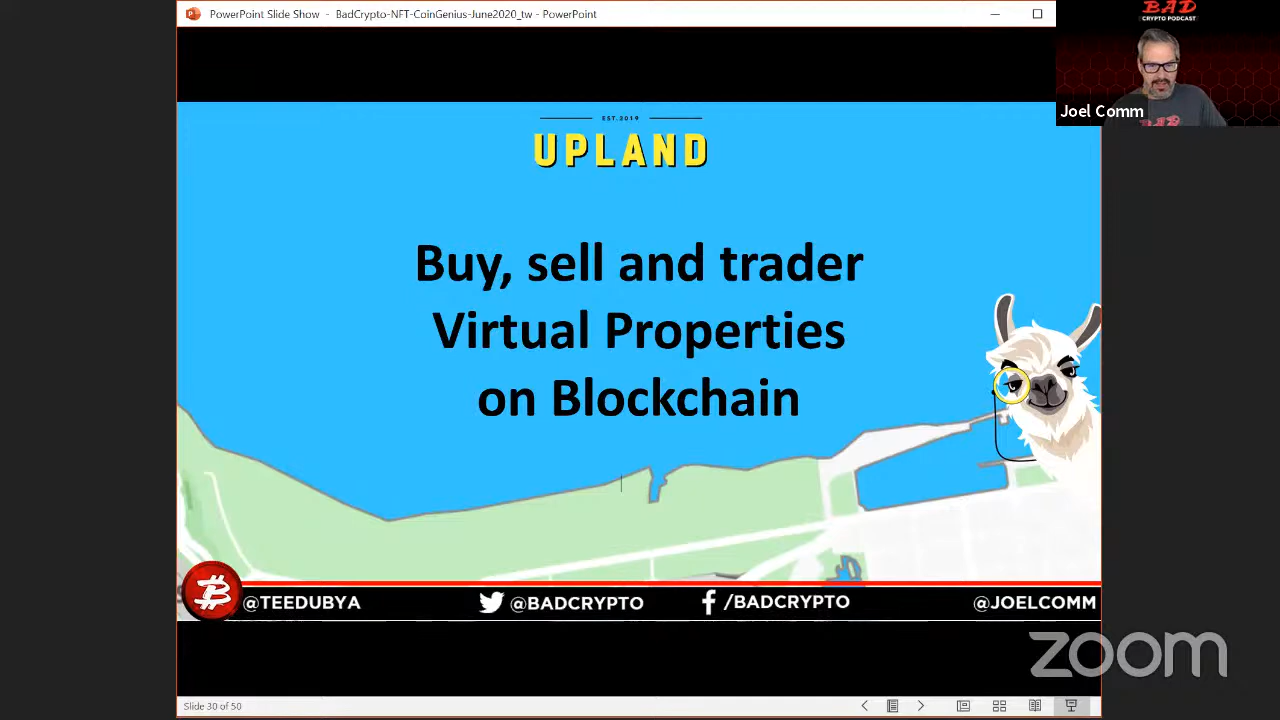 PowerPoint Slide Show - BadCrypto-NFT-CoinGenius-June2020_tw - PowerPoint
BAD
CRYPTO PODCAST
Joel Comm
EST.2019
UPLAND
Buy, sell and trader
Virtual Properties
on Blockchain
@TEEDUBYA
@BADCRYPTO
/BADCRYPTO
@JOELCOMM
zoom
Slide 30 of 50